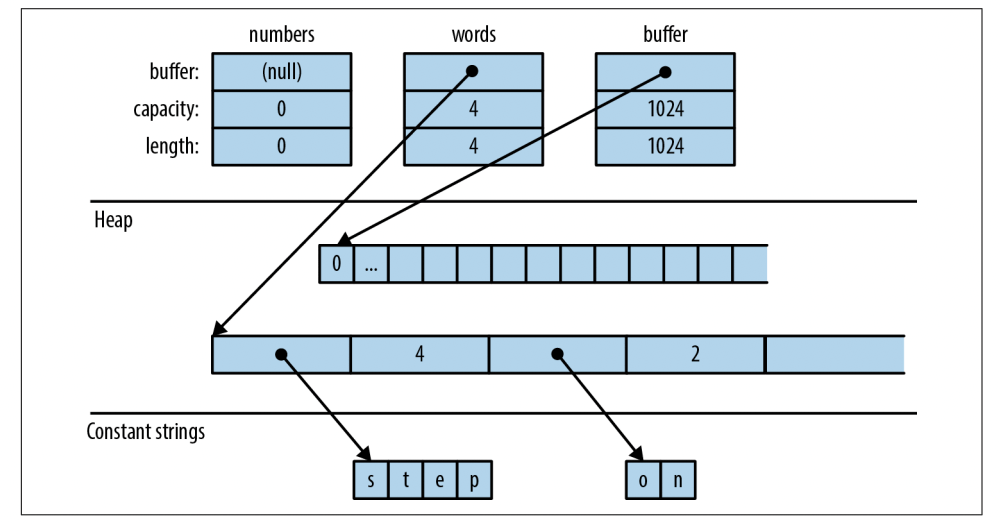 numbers words buffer
buffer: (null)
capacity: 0 4 1024
length: 0 4 1024
Heap
0 ...
4 2
Constant strings
s t e p o n